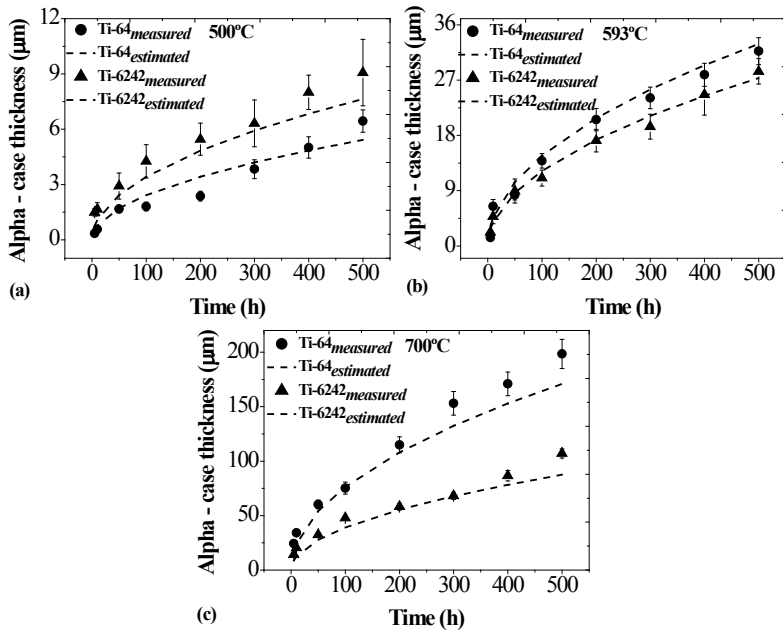 Ti-64measured 500ºC
Ti-64estimated
Ti-6242measured
Ti-6242estimated
Alpha - case thickness (µm)
12
9
6
3
0
0 100 200 300 400 500
Time (h)
(a)
Ti-64measured 593ºC
Ti-64estimated
Ti-6242measured
Ti-6242estimated
Alpha - case thickness (µm)
36
27
18
9
0
0 100 200 300 400 500
Time (h)
(b)
Ti-64measured 700ºC
Ti-64estimated
Ti-6242measured
Ti-6242estimated
Alpha - case thickness (µm)
200
150
100
50
0
0 100 200 300 400 500
Time (h)
(c)